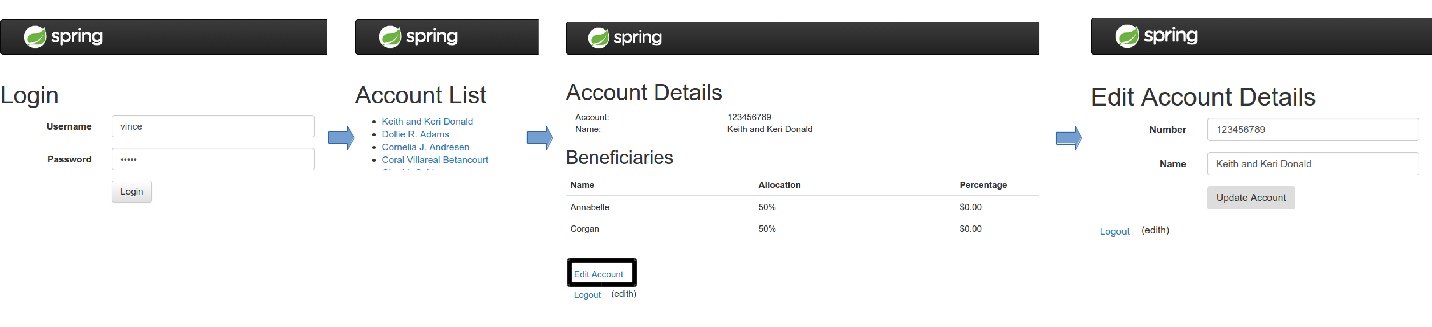 spring
Login
Username vince
Password •••••
Login
spring
Account List
Keith and Keri Donald
Dollie R. Adams
Cornelia J. Andresen
Coral Villareal Betancourt
spring
Account Details
Account: 123456789
Name: Keith and Keri Donald
Beneficiaries
Name Allocation Percentage
Annabelle 50% $0.00
Corgan 50% $0.00
Edit Account
Logout (edith)
spring
Edit Account Details
Number 123456789
Name Keith and Keri Donald
Update Account
Logout (edith)